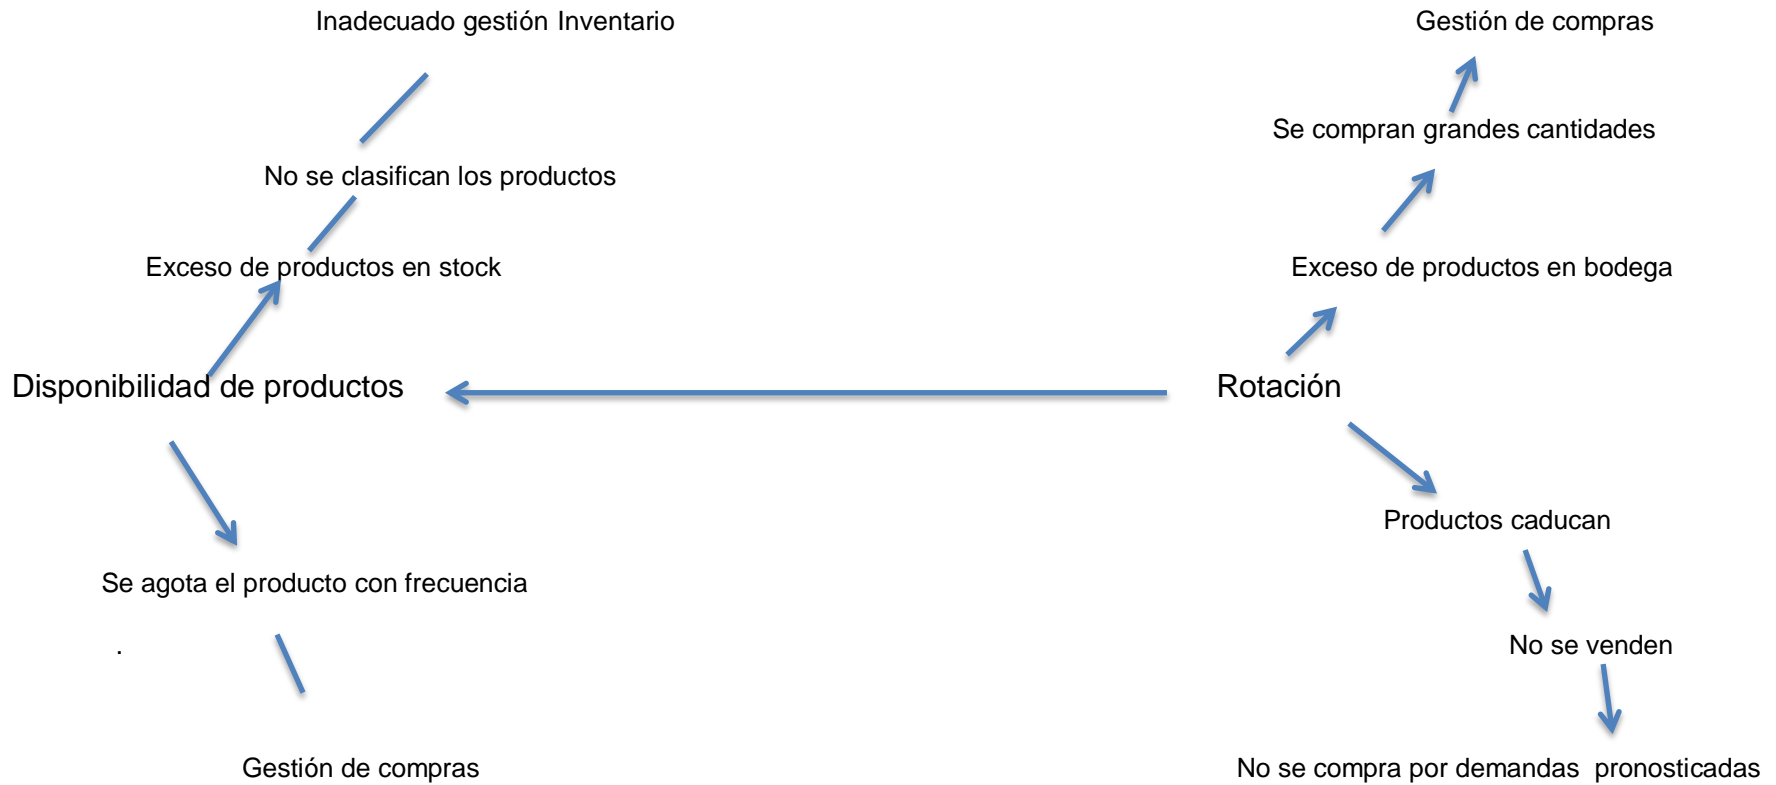 Inadecuado gestión Inventario
Gestión de compras
Se compran grandes cantidades
No se clasifican los productos
Exceso de productos en stock
Exceso de productos en bodega
Disponibilidad de productos
Rotación
Productos caducan
Se agota el producto con frecuencia
.
No se venden
Gestión de compras
No se compra por demandas  pronosticadas